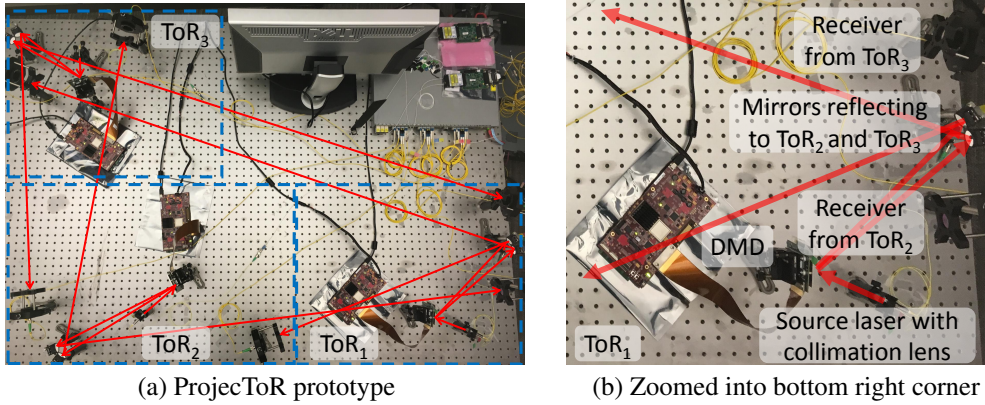 ToR3
ToR2
ToR1
(a) ProjecToR prototype
Receiver
from ToR3
Mirrors reflecting
to ToR2 and ToR3
Receiver
from ToR2
DMD
Source laser with
collimation lens
ToR1
(b) Zoomed into bottom right corner